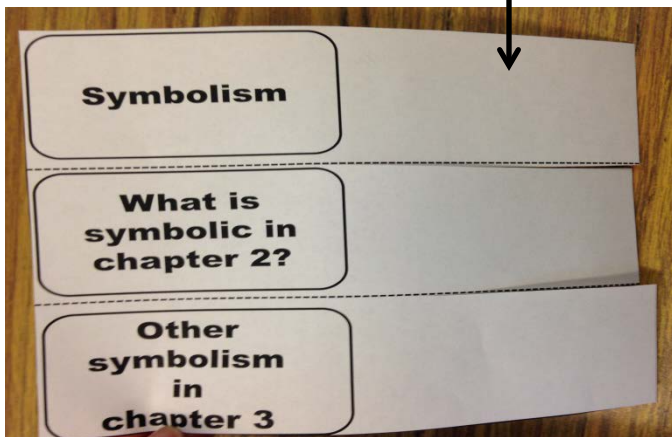 Symbolism
What is
symbolic in
chapter 2?
Other
symbolism
in
chapter 3